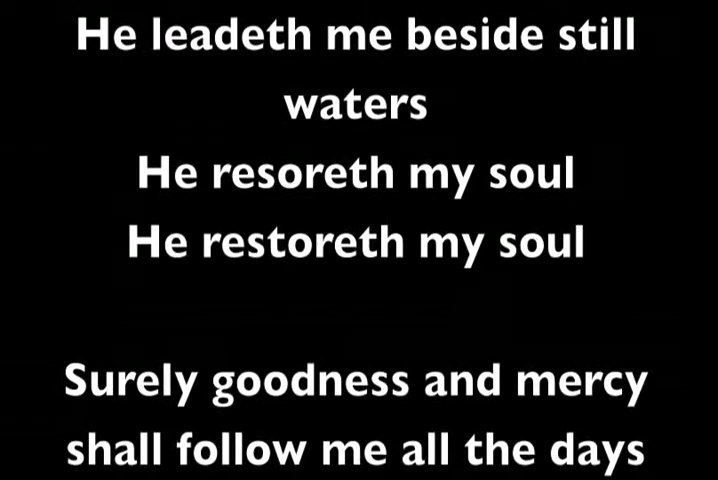 He leadeth me beside still
waters
He resoreth my soul
He restoreth my soul
Surely goodness and mercy
shall follow me all the days